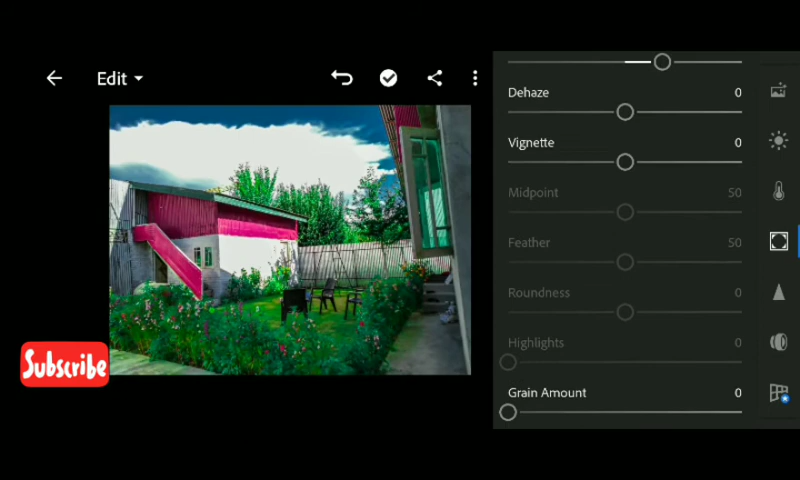 Edit
Dehaze 0
Vignette 0
Midpoint 50
Feather 50
Roundness 0
Highlights 0
Grain Amount 0
Subscribe